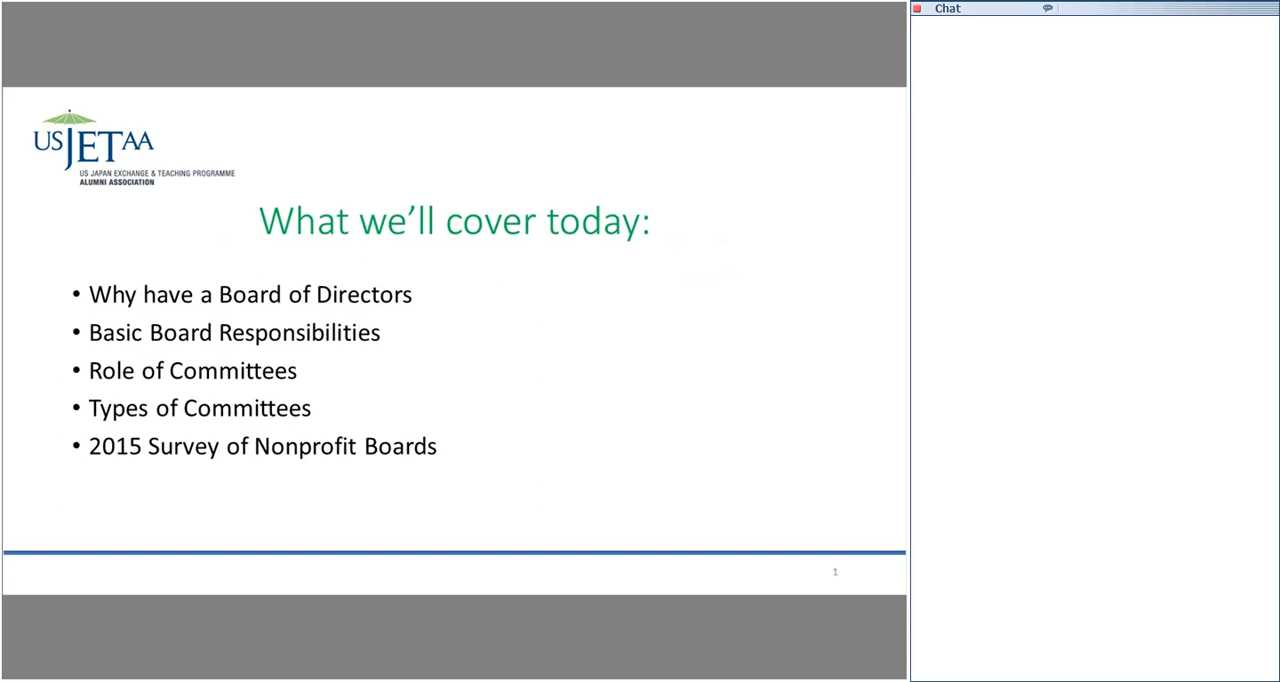 Chat
US JET AA
US JAPAN EXCHANGE & TEACHING PROGRAMME
ALUMNI ASSOCIATION
What we'll cover today:
• Why have a Board of Directors
• Basic Board Responsibilities
• Role of Committees
• Types of Committees
• 2015 Survey of Nonprofit Boards
1